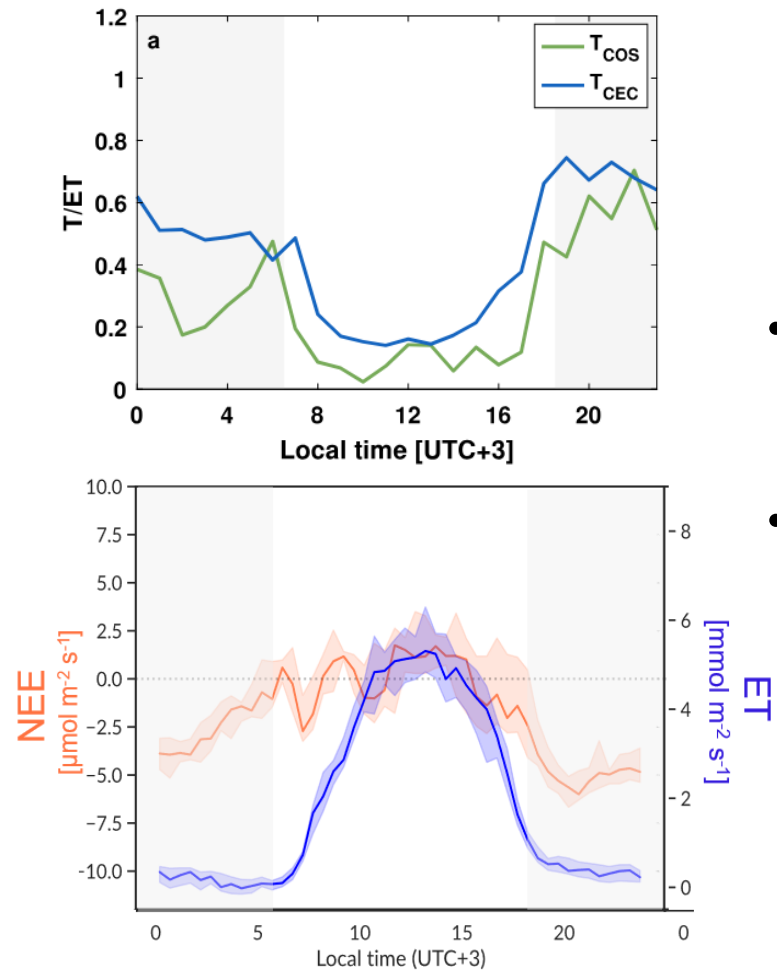 a
T_COS
T_CEC
1.2
1
0.8
0.6
0.4
0.2
0
T/ET
0 4 8 12 16 20
Local time [UTC+3]
10.0
7.5
5.0
2.5
0.0
−2.5
−5.0
−7.5
-10.0
NEE
[µmol m-2 s-1]
8
6
4
2
0
ET
[mmol m-2 s-1]
0 5 10 15 20 0
Local time (UTC+3)